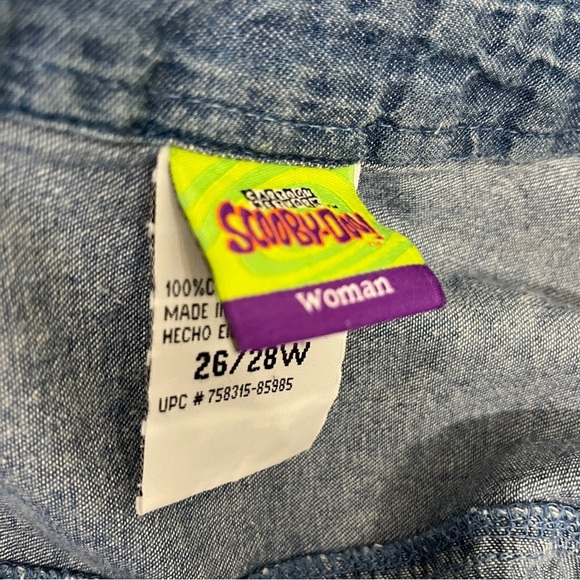 CARTOON
NETWORK
SCOOBY-DOO
Woman
100%C
MADE I
HECHO E
26/28W
UPC # 758315-85985